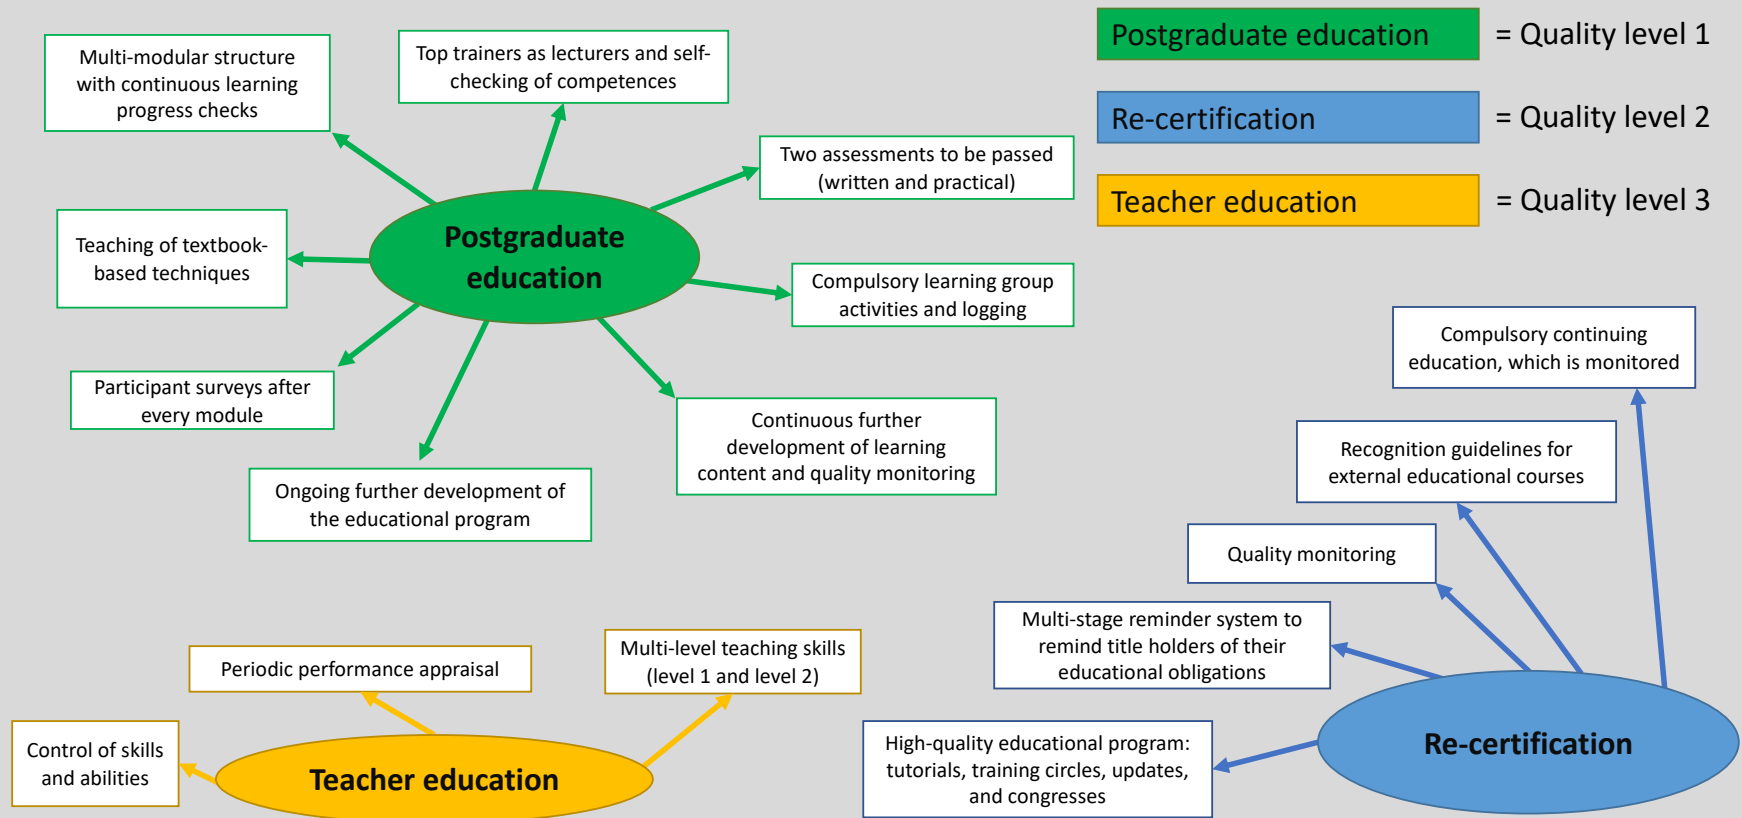 Multi-modular structure
with continuous learning
progress checks
Top trainers as lecturers and self-
checking of competences
Two assessments to be passed
(written and practical)
Teaching of textbook-
based techniques
Postgraduate
education
Compulsory learning group
activities and logging
Participant surveys after
every module
Continuous further
development of learning
content and quality monitoring
Ongoing further development of
the educational program
Postgraduate education = Quality level 1
Re-certification = Quality level 2
Teacher education = Quality level 3
Compulsory continuing
education, which is monitored
Recognition guidelines for
external educational courses
Quality monitoring
Multi-stage reminder system to
remind title holders of their
educational obligations
High-quality educational program:
tutorials, training circles, updates,
and congresses
Re-certification
Periodic performance appraisal
Multi-level teaching skills
(level 1 and level 2)
Control of skills
and abilities
Teacher education